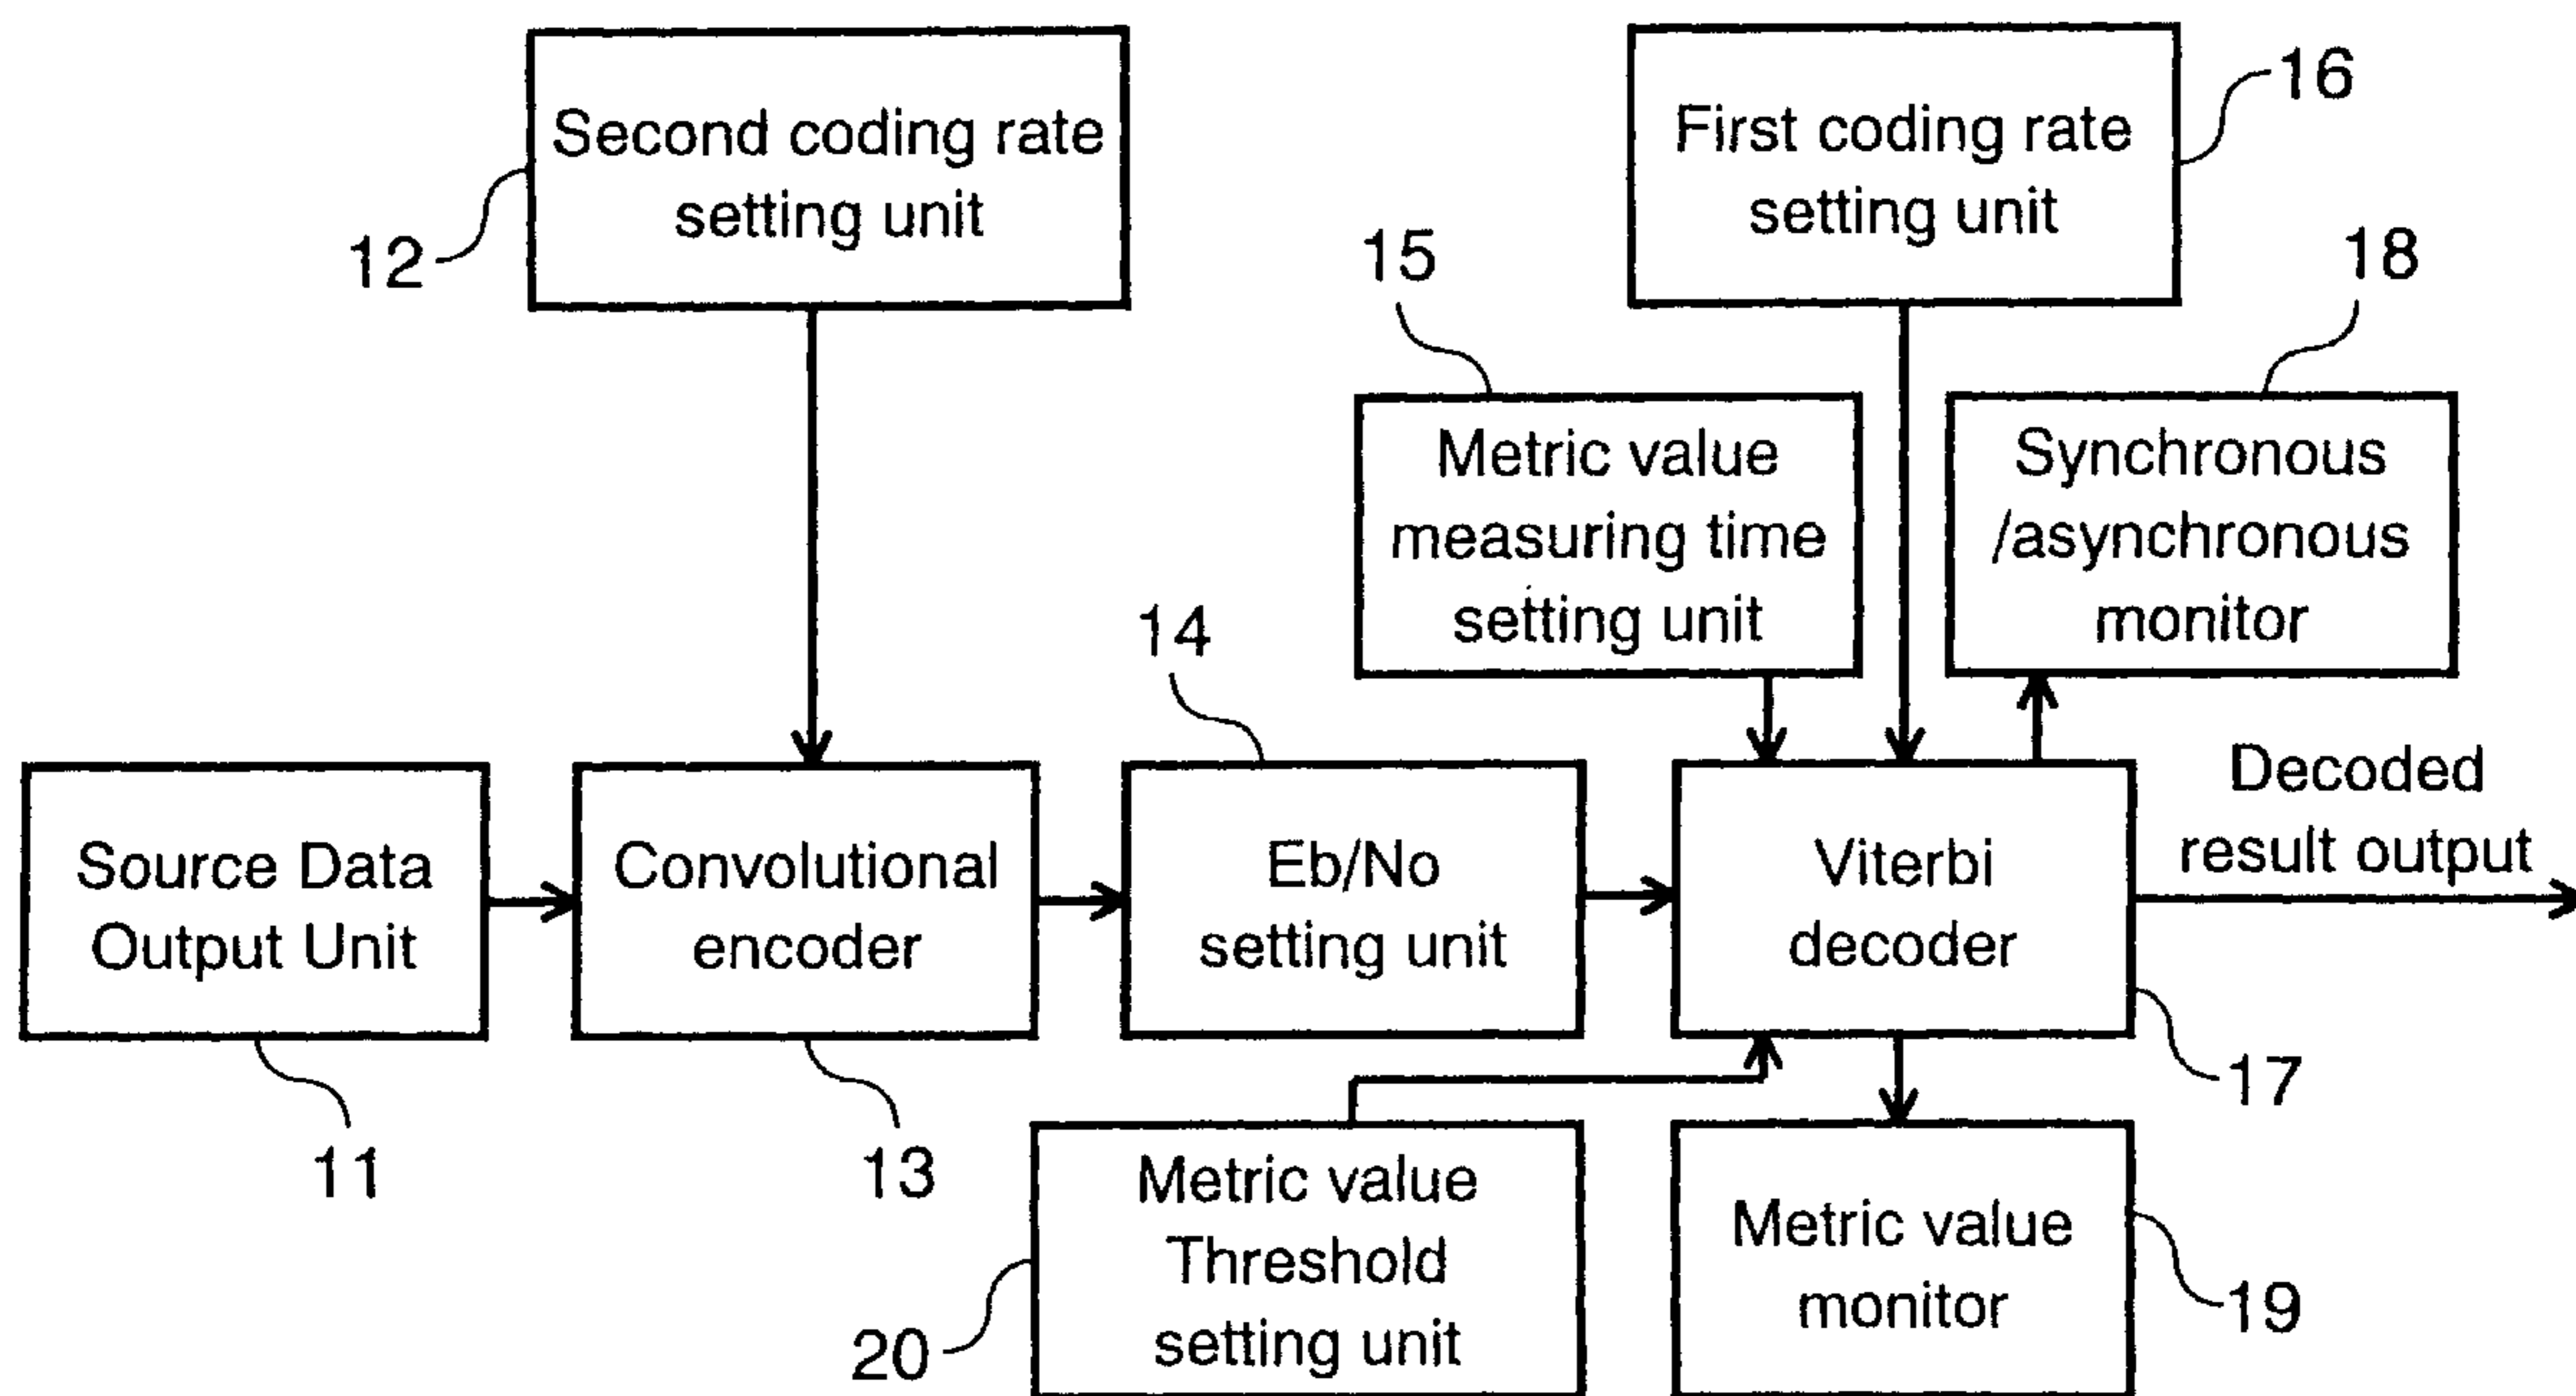 Second coding rate
setting unit
12
First coding rate
setting unit
16
15
18
Metric value
measuring time
setting unit
Synchronous
/asynchronous
monitor
14
Source Data
Output Unit
Convolutional
encoder
Eb/No
setting unit
Viterbi
decoder
Decoded
result output
11
13
17
Metric value
Threshold
setting unit
20
Metric value
monitor
19